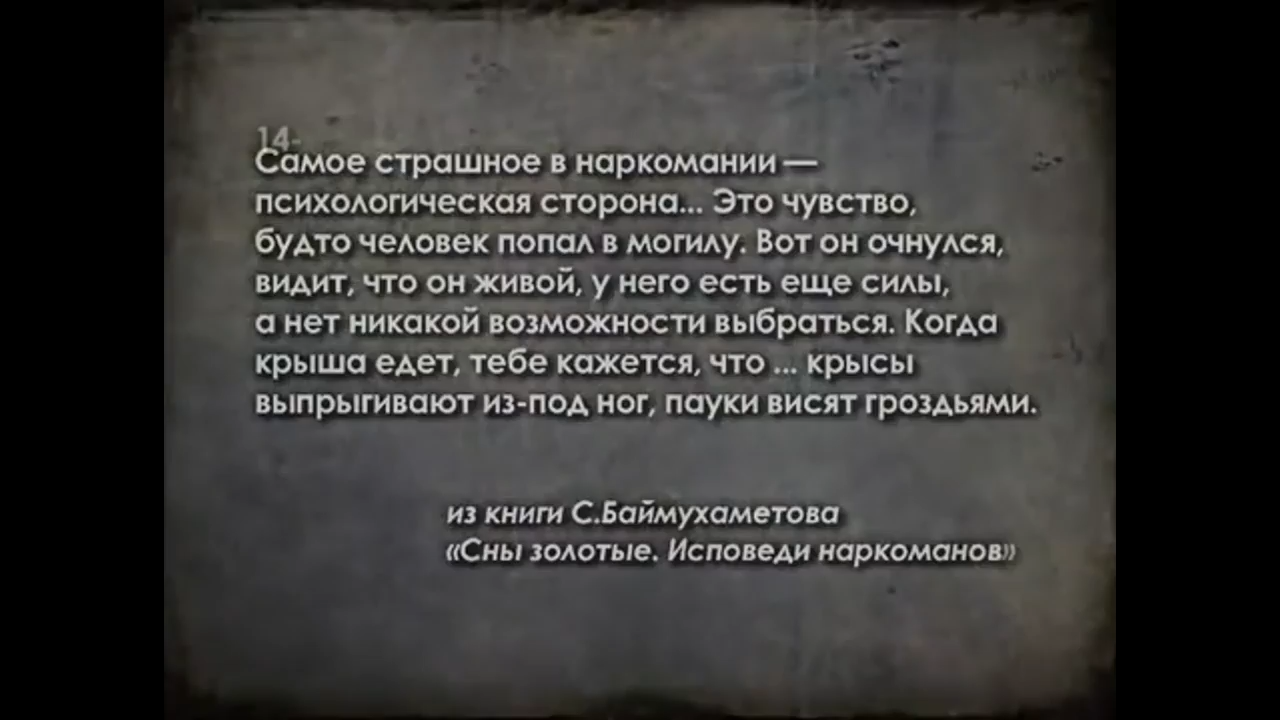 14-
Самое страшное в наркомании —
психологическая сторона... Это чувство,
будто человек попал в могилу. Вот он очнулся,
видит, что он живой, у него есть еще силы,
а нет никакой возможности выбраться. Когда
крыша едет, тебе кажется, что ... крысы
выпрыгивают из-под ног, пауки висят гроздьями.
из книги С.Баймухаметова
«Сны золотые. Исповеди наркоманов»